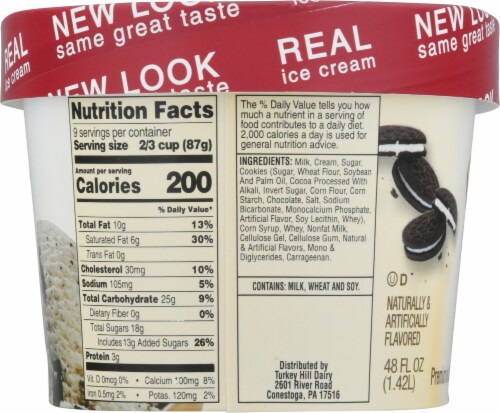 NEW LOOK
same great taste
REAL
ice cream
NEW LOOK
same great taste
REAL
ice cream
NEW LOOK
taste
Nutrition Facts
9 servings per container
Serving size 2/3 cup (87g)
Amount per serving
Calories 200
% Daily Value*
Total Fat 10g 13%
Saturated Fat 6g 30%
Trans Fat 0g
Cholesterol 30mg 10%
Sodium 105mg 5%
Total Carbohydrate 25g 9%
Dietary Fiber 0g 0%
Total Sugars 18g
Includes 13g Added Sugars 26%
Protein 3g
Vit. D 0mcg 0% • Calcium 100mg 8%
Iron 0.5mg 2% • Potas. 120mg 2%
The % Daily Value tells you how
much a nutrient in a serving of
food contributes to a daily diet.
2,000 calories a day is used for
general nutrition advice.
INGREDIENTS: Milk, Cream, Sugar,
Cookies (Sugar, Wheat Flour, Soybean
And Palm Oil, Cocoa Processed With
Alkali, Invert Sugar, Corn Flour, Corn
Starch, Chocolate, Salt, Sodium
Bicarbonate, Monocalcium Phosphate,
Artificial Flavor, Soy Lecithin, Whey),
Corn Syrup, Whey, Nonfat Milk,
Cellulose Gel, Cellulose Gum, Natural
& Artificial Flavors, Mono &
Diglycerides, Carrageenan.
CONTAINS: MILK, WHEAT AND SOY.
Distributed by
Turkey Hill Dairy
2601 River Road
Conestoga, PA 17516
U D
NATURALLY &
ARTIFICIALLY
FLAVORED
48 FL OZ
(1.42L)